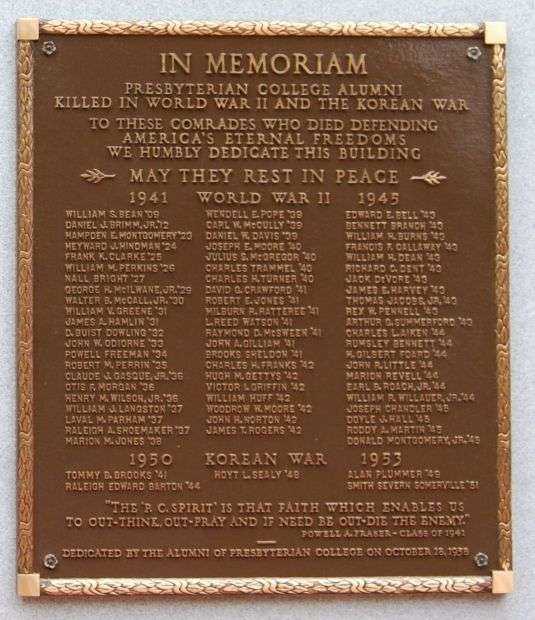 IN MEMORIAM
PRESBYTERIAN COLLEGE ALUMNI
KILLED IN WORLD WAR II AND THE KOREAN WAR
TO THESE COMRADES WHO DIED DEFENDING
AMERICA'S ETERNAL FREEDOMS
WE HUMBLY DEDICATE THIS BUILDING
MAY THEY REST IN PEACE
1941 WORLD WAR II 1945
WILLIAM S. BEAN '09
DANIEL J. BRIMM, JR. '12
HAMPDEN E. MONTGOMERY '23
HEYWARD J. HINDMAN '24
FRANK K. CLARKE '25
WILLIAM M. PERKINS '26
NALL BRIGHT '27
GEORGE H. McILWANE, JR. '29
WALTER B. McCALL, JR. '30
WILLIAM V. GREENE '31
JAMES A. HAMLIN '31
D. BUIST DOWLING '32
JOHN W. ODIORNE '33
POWELL FREEMAN '34
ROBERT M. PERRIN '35
CLAUDE J. GASQUE, JR. '36
OTIS F. MORGAN '36
HENRY M. WILSON, JR. '36
WILLIAM J. LANGSTON '37
LAVAL M. PARHAM '37
RALEIGH A. SHOEMAKER '37
MARION M. JONES '38
WENDELL E. POPE '39
CARL W. McCULLY '39
DANIEL W. DAVIS '39
JOSEPH E. MOORE '40
JULIUS S. McGREGOR '40
CHARLES TRAMMEL '40
CHARLES H. TURNER '40
DAVID G. CRAWFORD '41
ROBERT E. JONES '41
MILBURN R. RATTEREE '41
L. REED WATSON '41
RAYMOND D. McSWEEN '41
JOHN A. GILLIAM '41
BROOKS SHELDON '41
CHARLES H. FRANKS '42
HUGH M. GETTYS '42
VICTOR I. GRIFFIN '42
WILLIAM HUFF '42
WOODROW W. MOORE '42
JOHN H. NORTON '42
JAMES T. ROGERS '42
EDWARD E. BELL '43
BENNETT BRANCH '43
WILLIAM H. BURNS '43
FRANCIS F. CALLAWAY '43
WILLIAM H. DEAN '43
RICHARD C. DENT '43
JACK DeVORE '43
JAMES E. HARVEY '43
THOMAS JACOBS, JR. '43
REX W. PENNELL '43
ARTHUR G. SUMMERFORD '43
CHARLES LAIKEN '44
RUMSLEY BENNETT '44
H. GILBERT FOARD '44
JOHN R. LITTLE '44
MARION REVELL '44
EARL B. ROACH, JR. '44
WILLIAM R. WILLAUER, JR. '44
JOSEPH CHANDLER '45
DOYLE J. HALL '45
RODDY A. MARTIN '45
DONALD MONTGOMERY, JR. '45
1950 KOREAN WAR 1953
TOMMY B. BROOKS '41
RALEIGH EDWARD BARTON '44
HOYT L. SEALY '48
ALAN PLUMMER '49
SMITH SEVERN SOMERVILLE '51
"THE 'P. C. SPIRIT' IS THAT FAITH WHICH ENABLES US
TO OUT-THINK, OUT-PRAY AND IF NEED BE OUT-DIE THE ENEMY."
POWELL A. FRASER - CLASS OF 1941
DEDICATED BY THE ALUMNI OF PRESBYTERIAN COLLEGE ON OCTOBER 18, 1958